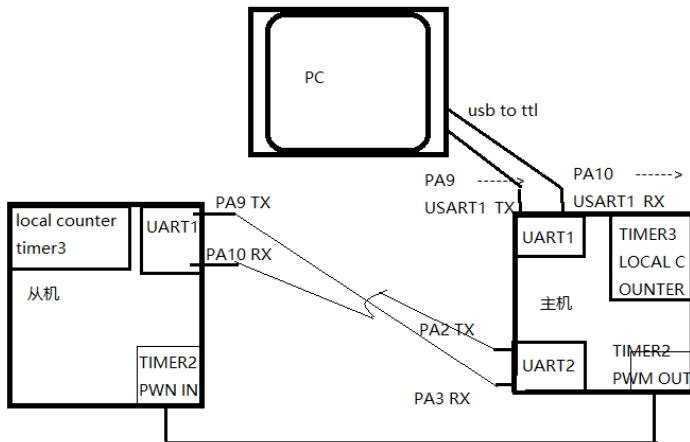 PC
usb to ttl
PA9 ------>
USART1 TX
PA10 ------>
USART1 RX
PA9 TX
local counter
timer3
UART1
PA10 RX
从机
UART1
TIMER3
LOCAL C
OUNTER
主机
PA2 TX
TIMER2
PWN IN
UART2
TIMER2
PWM OUT
PA3 RX